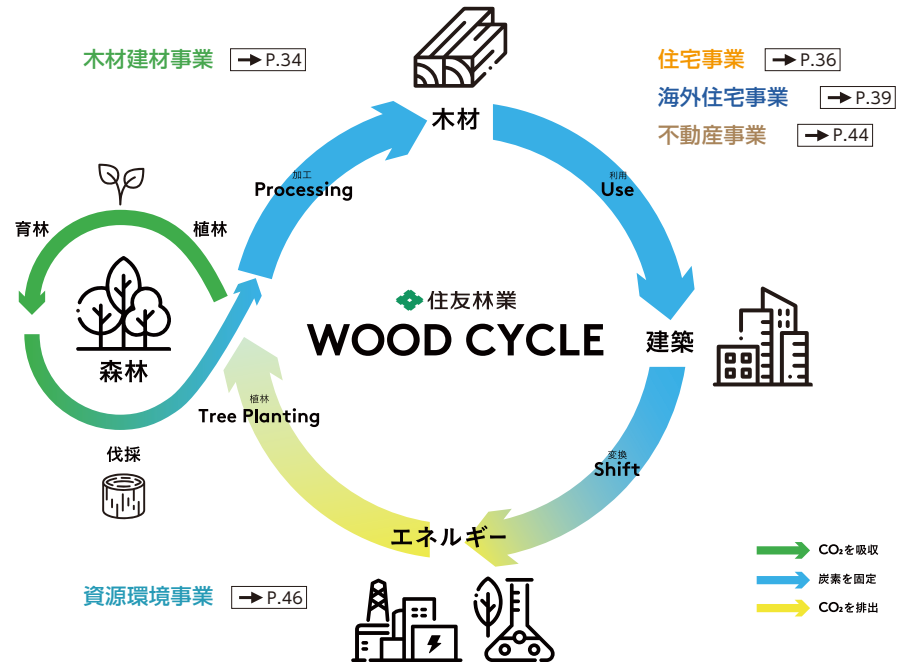 木材建材事業 → P.34
住宅事業 → P.36
海外住宅事業 → P.39
不動産事業 → P.44
木材
加工
Processing
利用
Use
育林
植林
森林
住友林業
WOOD CYCLE
建築
植林
Tree Planting
伐採
変換
Shift
エネルギー
CO₂を吸収
炭素を固定
CO₂を排出
資源環境事業 → P.46